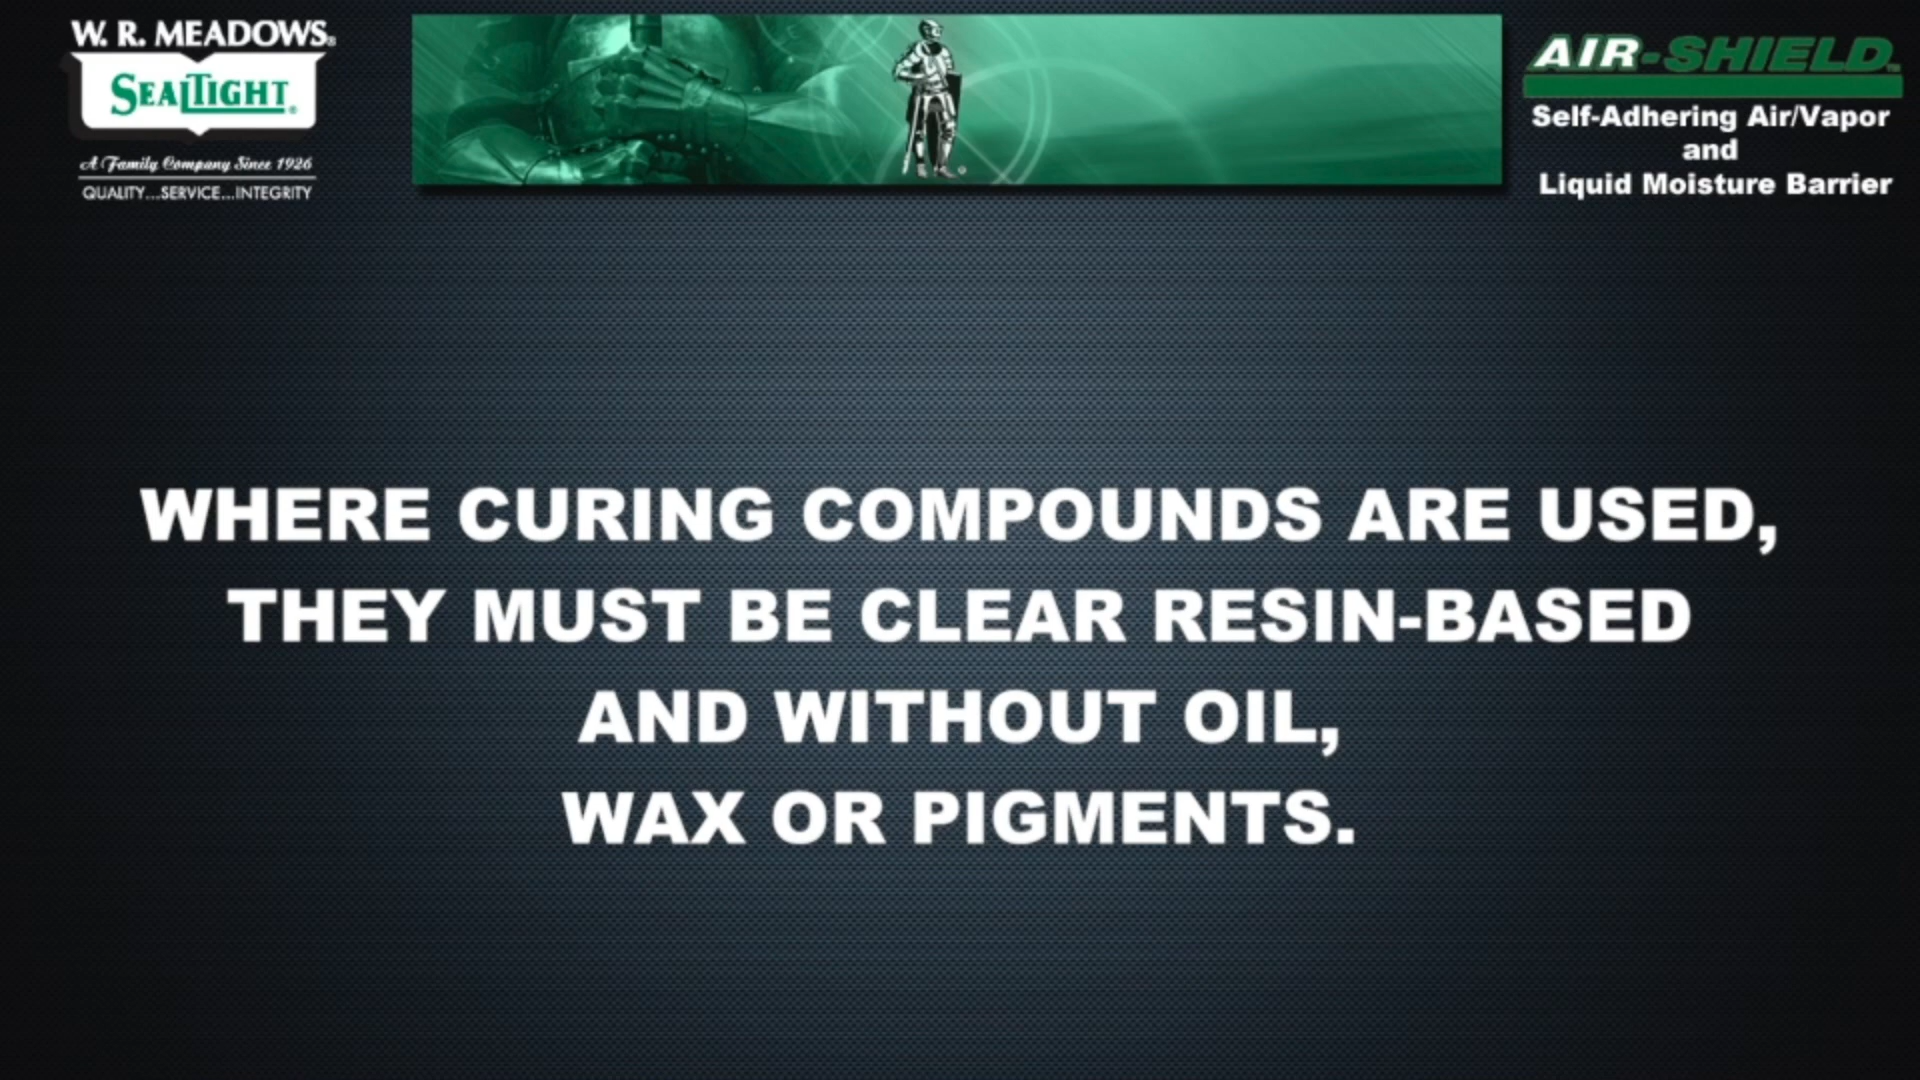 W. R. MEADOWS®
SEALTIGHT®
A Family Company Since 1926
QUALITY...SERVICE...INTEGRITY
AIR-SHIELD™
Self-Adhering Air/Vapor
and
Liquid Moisture Barrier
WHERE CURING COMPOUNDS ARE USED,
THEY MUST BE CLEAR RESIN-BASED
AND WITHOUT OIL,
WAX OR PIGMENTS.